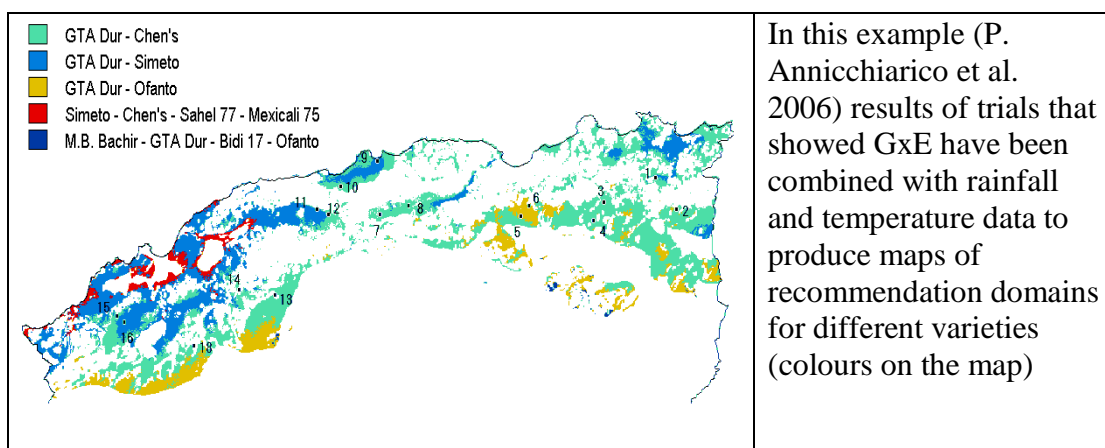 GTA Dur - Chen's
GTA Dur - Simeto
GTA Dur - Ofanto
Simeto - Chen's - Sahel 77 - Mexicali 75
M.B. Bachir - GTA Dur - Bidi 17 - Ofanto
9
10
1
3
11
12
8
6
2
7
5
4
14
13
15
16
18
In this example (P.
Annicchiarico et al.
2006) results of trials that
showed GxE have been
combined with rainfall
and temperature data to
produce maps of
recommendation domains
for different varieties
(colours on the map)